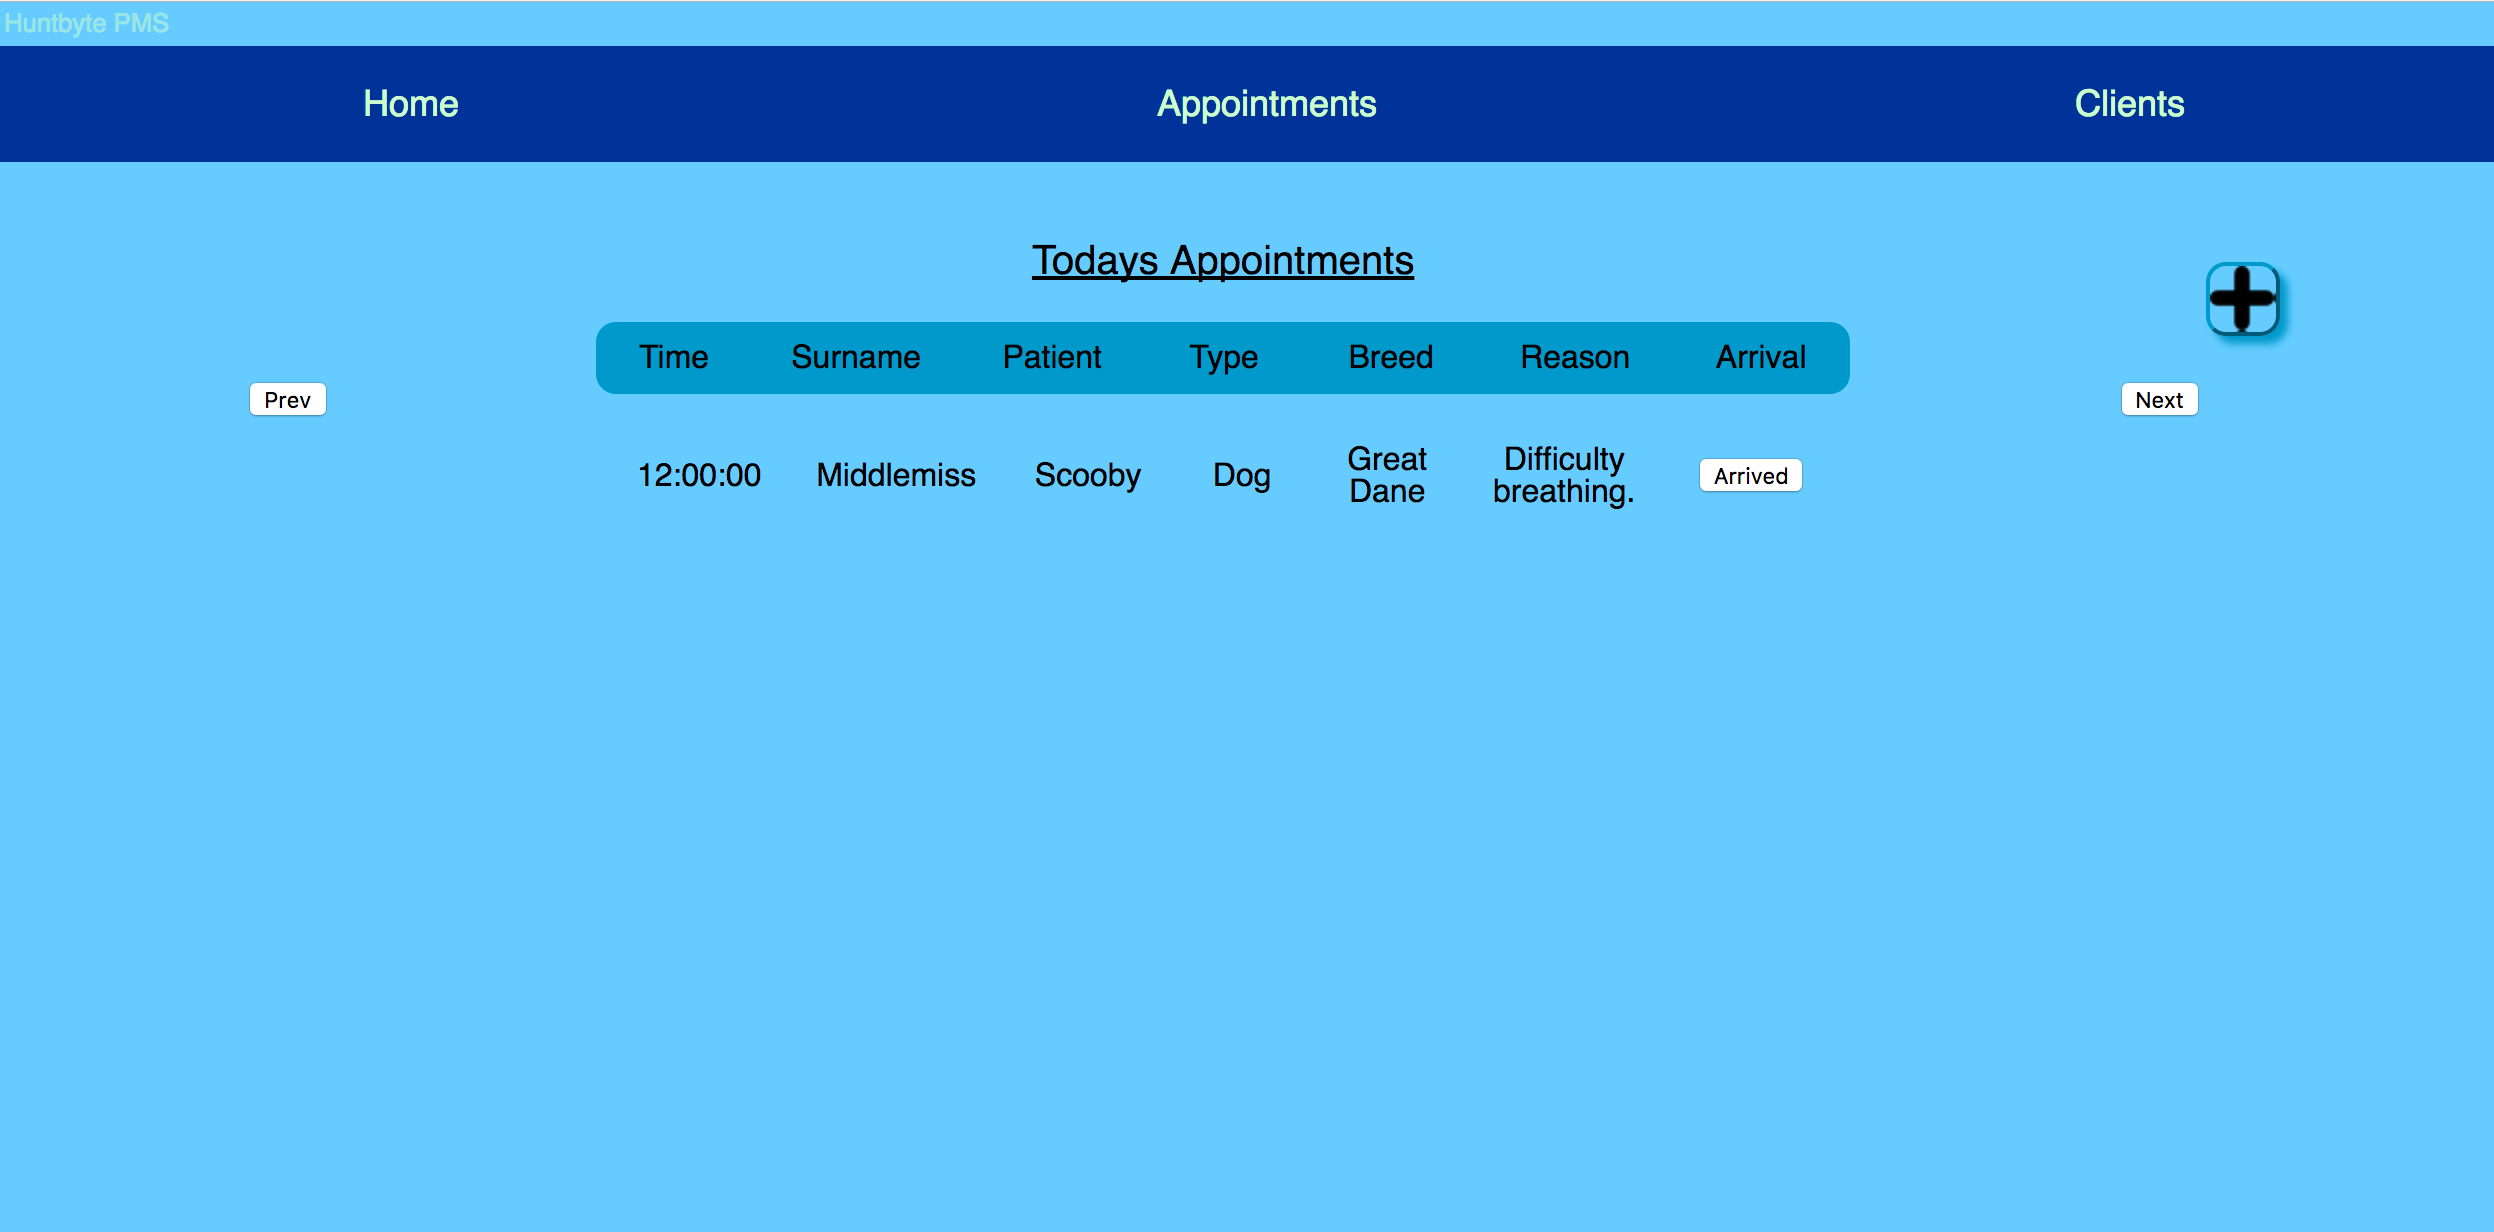 Huntbyte PMS
Home Appointments Clients
Todays Appointments
Time Surname Patient Type Breed Reason Arrival
Prev
Next
12:00:00 Middlemiss Scooby Dog Great Dane Difficulty breathing. Arrived